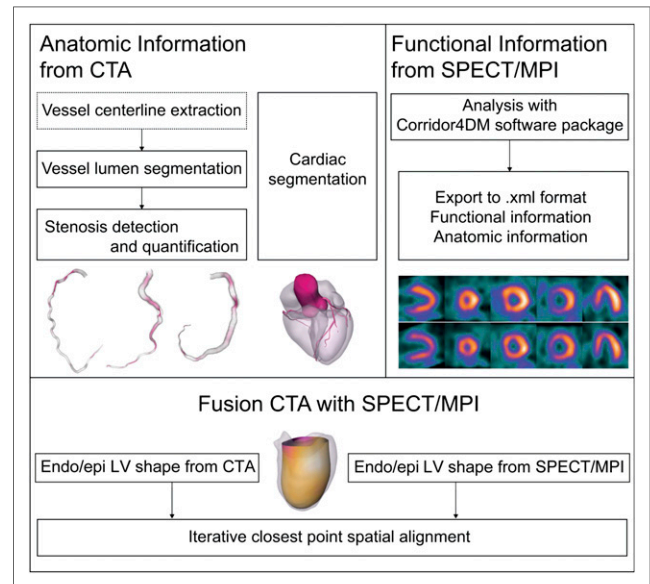 Anatomic Information
from CTA
Vessel centerline extraction
Vessel lumen segmentation
Stenosis detection
and quantification
Cardiac
segmentation
Functional Information
from SPECT/MPI
Analysis with
Corridor4DM software package
Export to .xml format
Functional information
Anatomic information
Fusion CTA with SPECT/MPI
Endo/epi LV shape from CTA
Endo/epi LV shape from SPECT/MPI
Iterative closest point spatial alignment